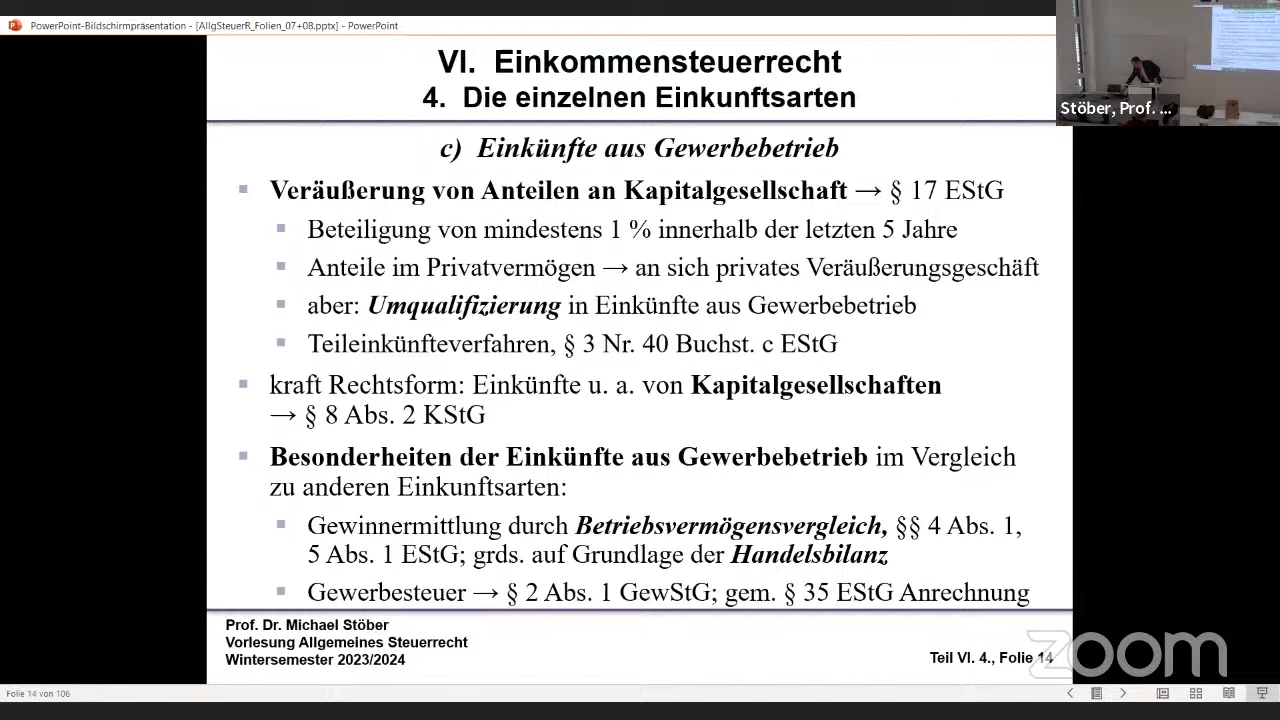 PowerPoint-Bildschirmpräsentation - [AllgSteuerR_Folien_07+08.pptx] - PowerPoint
VI. Einkommensteuerrecht
4. Die einzelnen Einkunftsarten
Stöber, Prof. ...
c) Einkünfte aus Gewerbebetrieb
Veräußerung von Anteilen an Kapitalgesellschaft → § 17 EStG
Beteiligung von mindestens 1 % innerhalb der letzten 5 Jahre
Anteile im Privatvermögen → an sich privates Veräußerungsgeschäft
aber: Umqualifizierung in Einkünfte aus Gewerbebetrieb
Teileinkünfteverfahren, § 3 Nr. 40 Buchst. c EStG
kraft Rechtsform: Einkünfte u. a. von Kapitalgesellschaften
→ § 8 Abs. 2 KStG
Besonderheiten der Einkünfte aus Gewerbebetrieb im Vergleich
zu anderen Einkunftsarten:
Gewinnermittlung durch Betriebsvermögensvergleich, §§ 4 Abs. 1,
5 Abs. 1 EStG; grds. auf Grundlage der Handelsbilanz
Gewerbesteuer → § 2 Abs. 1 GewStG; gem. § 35 EStG Anrechnung
Prof. Dr. Michael Stöber
Vorlesung Allgemeines Steuerrecht
Wintersemester 2023/2024
Teil VI. 4., Folie 14
zoom
Folie 14 von 106